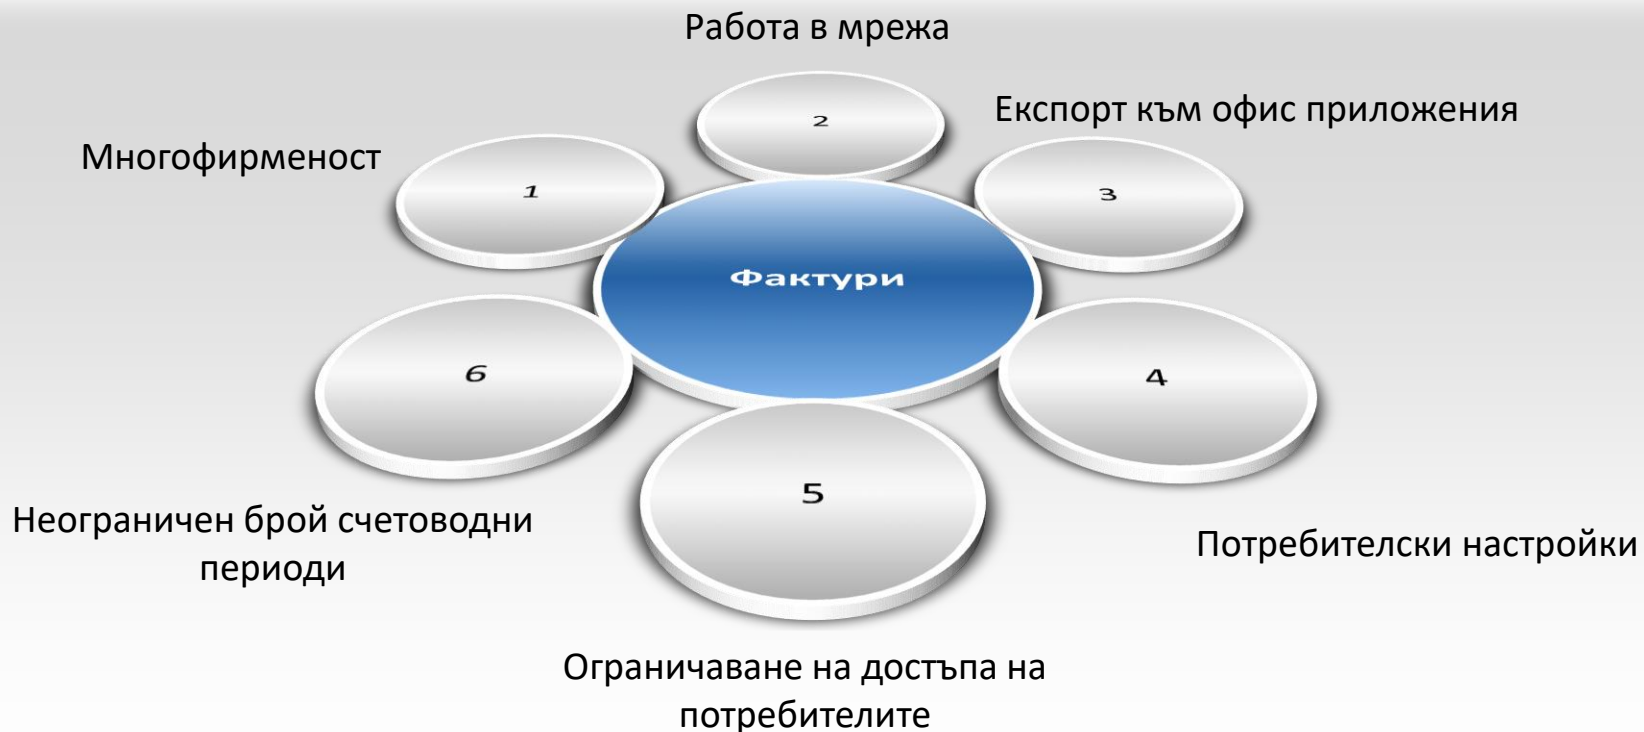 Работа в мрежа
2
Експорт към офис приложения
Многофирменост
1
3
Фактури
6
4
5
Неограничен брой счетоводни
периоди
Потребителски настройки
Ограничаване на достъпа на
потребителите